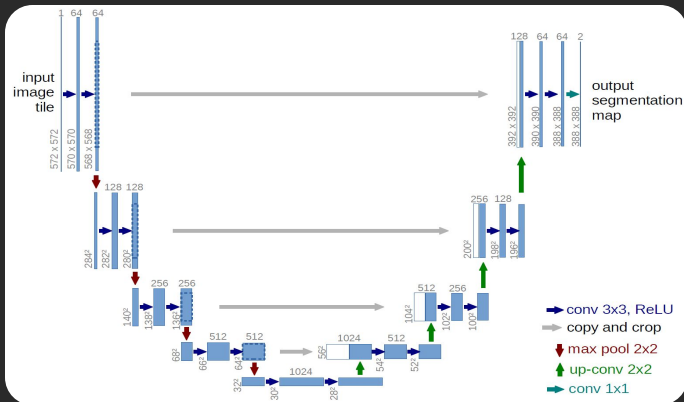 1 64 64
128 64 64 2
input
image
tile
output
segmentation
map
572 x 572
570 x 570
568 x 568
392 x 392
390 x 390
388 x 388
388 x 388
128 128
256 128
284²
282²
280²
200²
198²
196²
256 256
512 256
140²
138²
136²
104²
102²
100²
512 512
1024 512
68²
66²
64²
56²
54²
52²
1024
32²
30²
28²
conv 3x3, ReLU
copy and crop
max pool 2x2
up-conv 2x2
conv 1x1